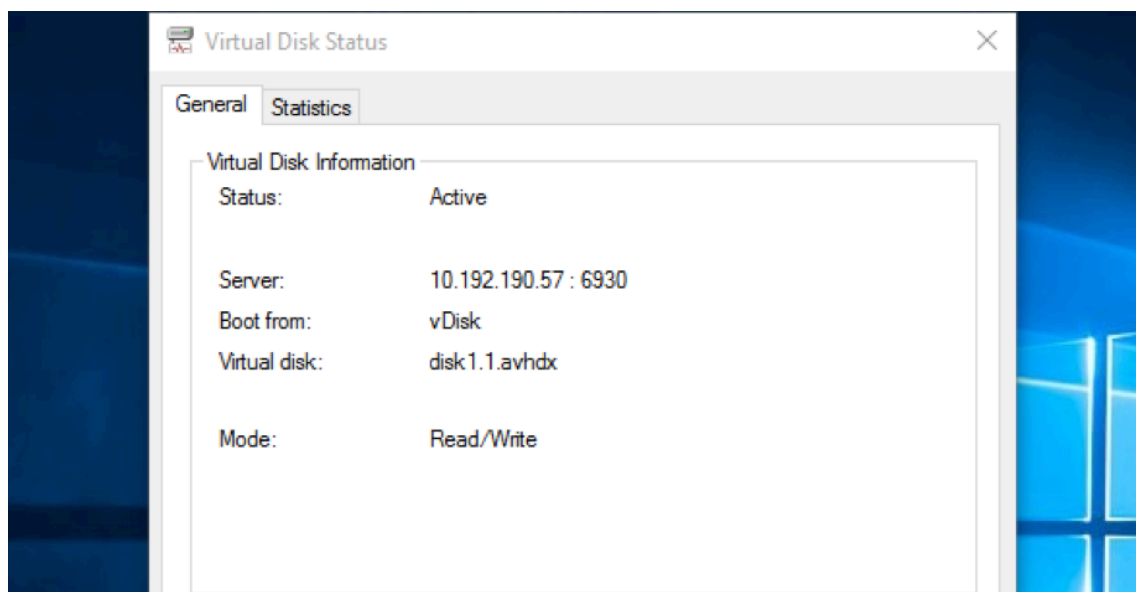 Virtual Disk Status
General Statistics
Virtual Disk Information
Status: Active
Server: 10.192.190.57 : 6930
Boot from: vDisk
Virtual disk: disk1.1.avhdx
Mode: Read/Write